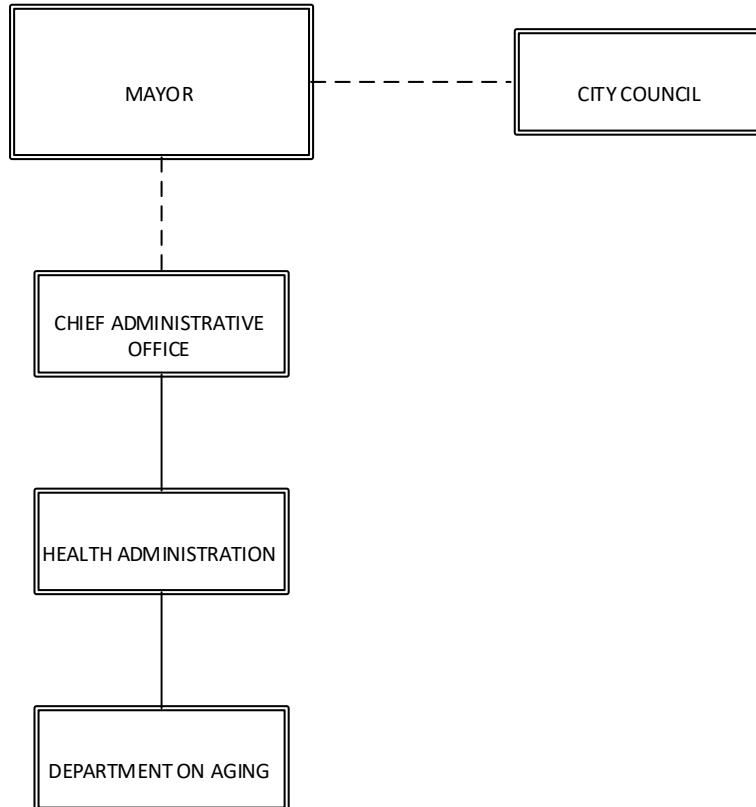 MAYOR
CITY COUNCIL
CHIEF ADMINISTRATIVE
OFFICE
HEALTH ADMINISTRATION
DEPARTMENT ON AGING